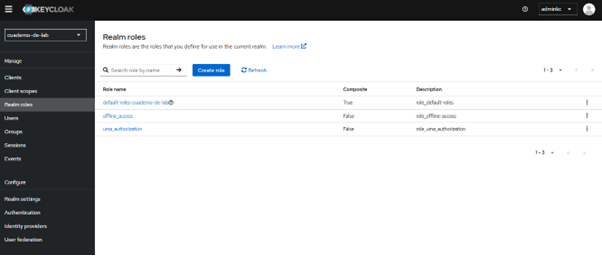 KEYCLOAK
adminkc
cuaderno-de-lab
Manage
Clients
Client scopes
Realm roles
Users
Groups
Sessions
Events
Configure
Realm settings
Authentication
Identity providers
User federation
Realm roles
Realm roles are the roles that you define for use in the current realm. Learn more
Search role by name
Create role
Refresh
1 - 3
Role name Composite Description
default-roles-cuaderno-de-lab True role_default-roles
offline_access False role_offline-access
uma_authorization False role_uma_authorization
1 - 3